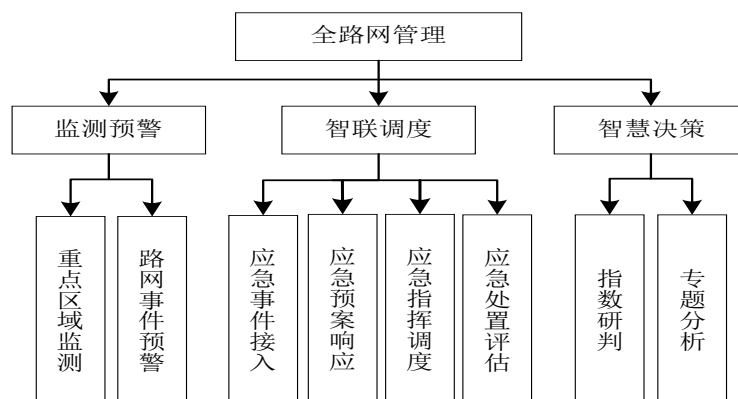 全路网管理
监测预警
智联调度
智慧决策
重点区域监测
路网事件预警
应急事件接入
应急预案响应
应急指挥调度
应急处置评估
指数研判
专题分析